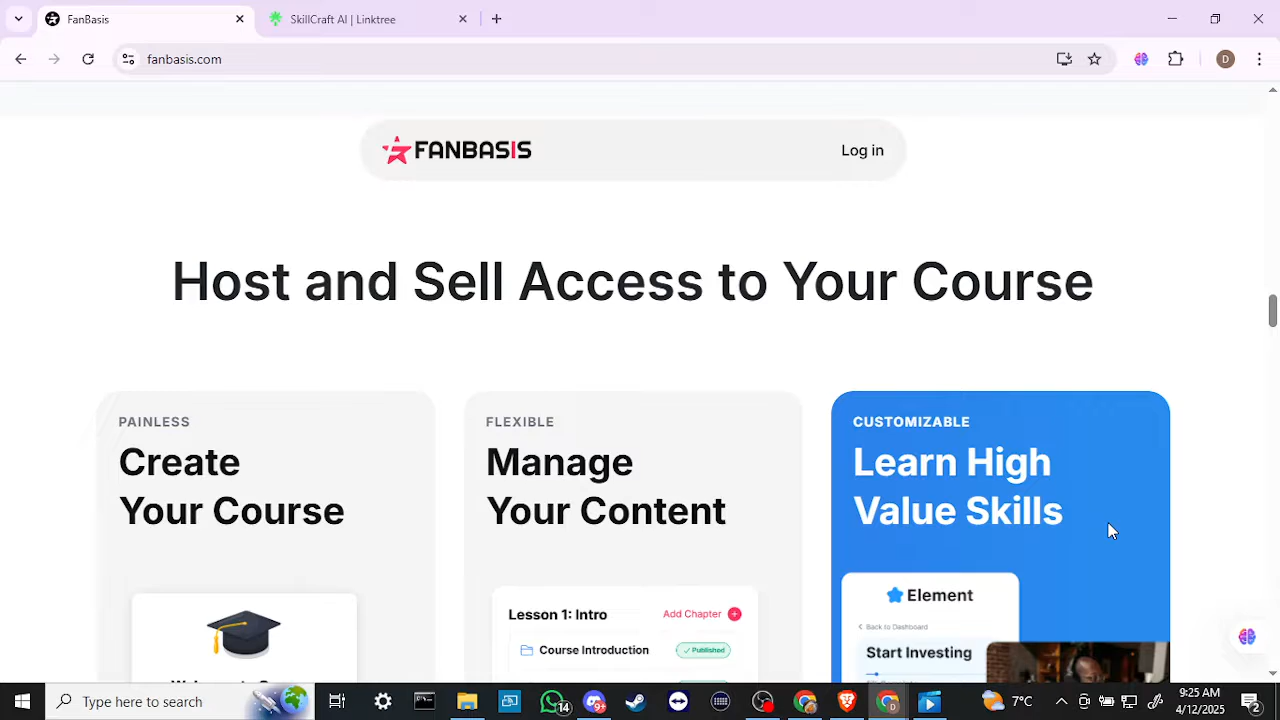 FanBasis
SkillCraft AI | Linktree
fanbasis.com
D
FANBASIS
Log in
Host and Sell Access to Your Course
PAINLESS
Create
Your Course
FLEXIBLE
Manage
Your Content
Lesson 1: Intro
Add Chapter
Course Introduction
Published
CUSTOMIZABLE
Learn High
Value Skills
Element
Back to Dashboard
Start Investing
Type here to search
14
9+
D
7°C
9:25 AM
4/12/2025
2